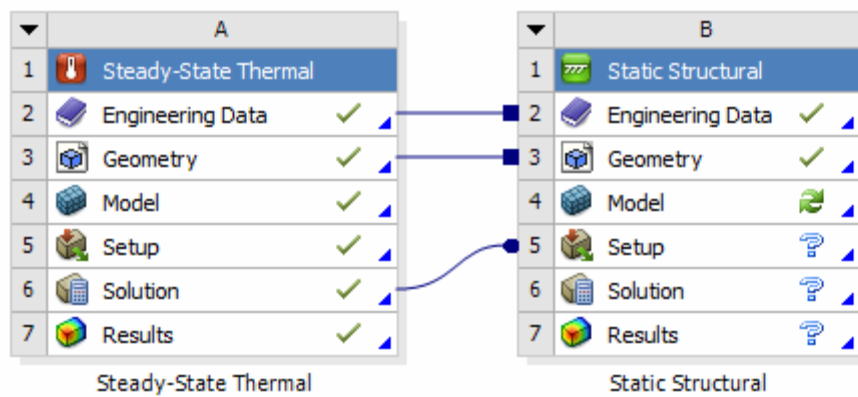 A
1 Steady-State Thermal
2 Engineering Data
3 Geometry
4 Model
5 Setup
6 Solution
7 Results
Steady-State Thermal
B
1 Static Structural
2 Engineering Data
3 Geometry
4 Model
5 Setup
6 Solution
7 Results
Static Structural